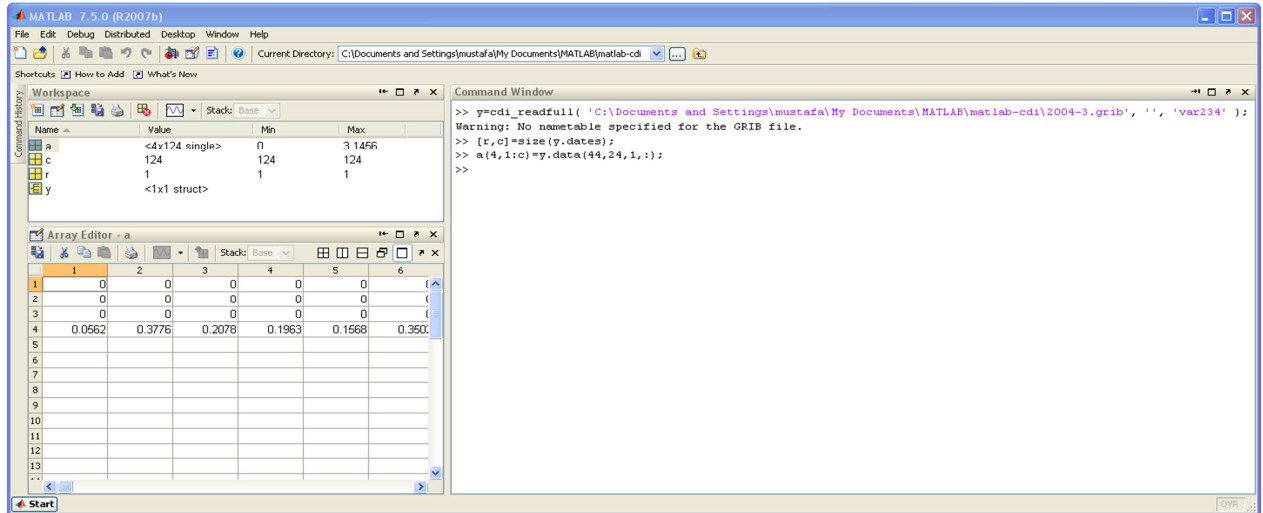 MATLAB 7.5.0 (R2007b)
File Edit Debug Distributed Desktop Window Help
Current Directory: C:\Documents and Settings\mustafa\My Documents\MATLAB\matlab-cdi
Shortcuts How to Add What's New
Command History
Workspace
Stack: Base
Name Value Min Max
a <4x124 single> 0 3.1456
c 124 124 124
r 1 1 1
y <1x1 struct>
Array Editor - a
Stack: Base
1 2 3 4 5 6
1 0 0 0 0 0
2 0 0 0 0 0
3 0 0 0 0 0
4 0.0562 0.3776 0.2078 0.1963 0.1568 0.3502
5
6
7
8
9
10
11
12
13
Command Window
>> y=cdi_readfull( 'C:\Documents and Settings\mustafa\My Documents\MATLAB\matlab-cdi\2004-3.grib', '', 'var234' );
Warning: No nametable specified for the GRIB file.
>> [r,c]=size(y.dates);
>> a(4,1:c)=y.data(44,24,1,:);
>>
Start
OVR